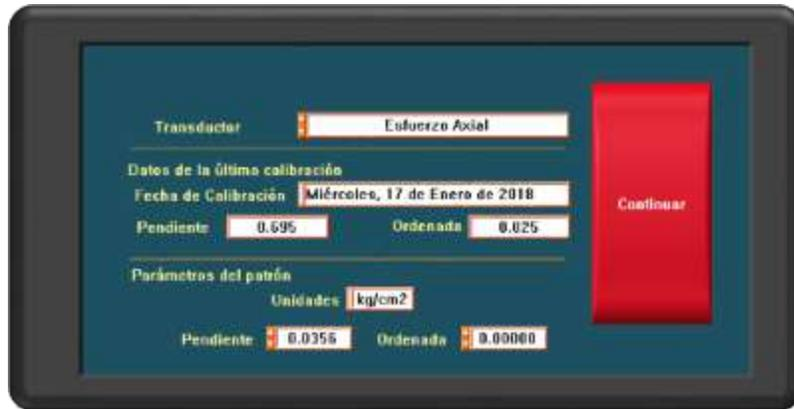 Transductor Esfuerzo Axial
Datos de la última calibración
Fecha de Calibración Miércoles, 17 de Enero de 2018
Pendiente 0.695 Ordenada 0.025
Parámetros del patrón
Unidades kg/cm2
Pendiente 0.0356 Ordenada 0.00000
Continuar